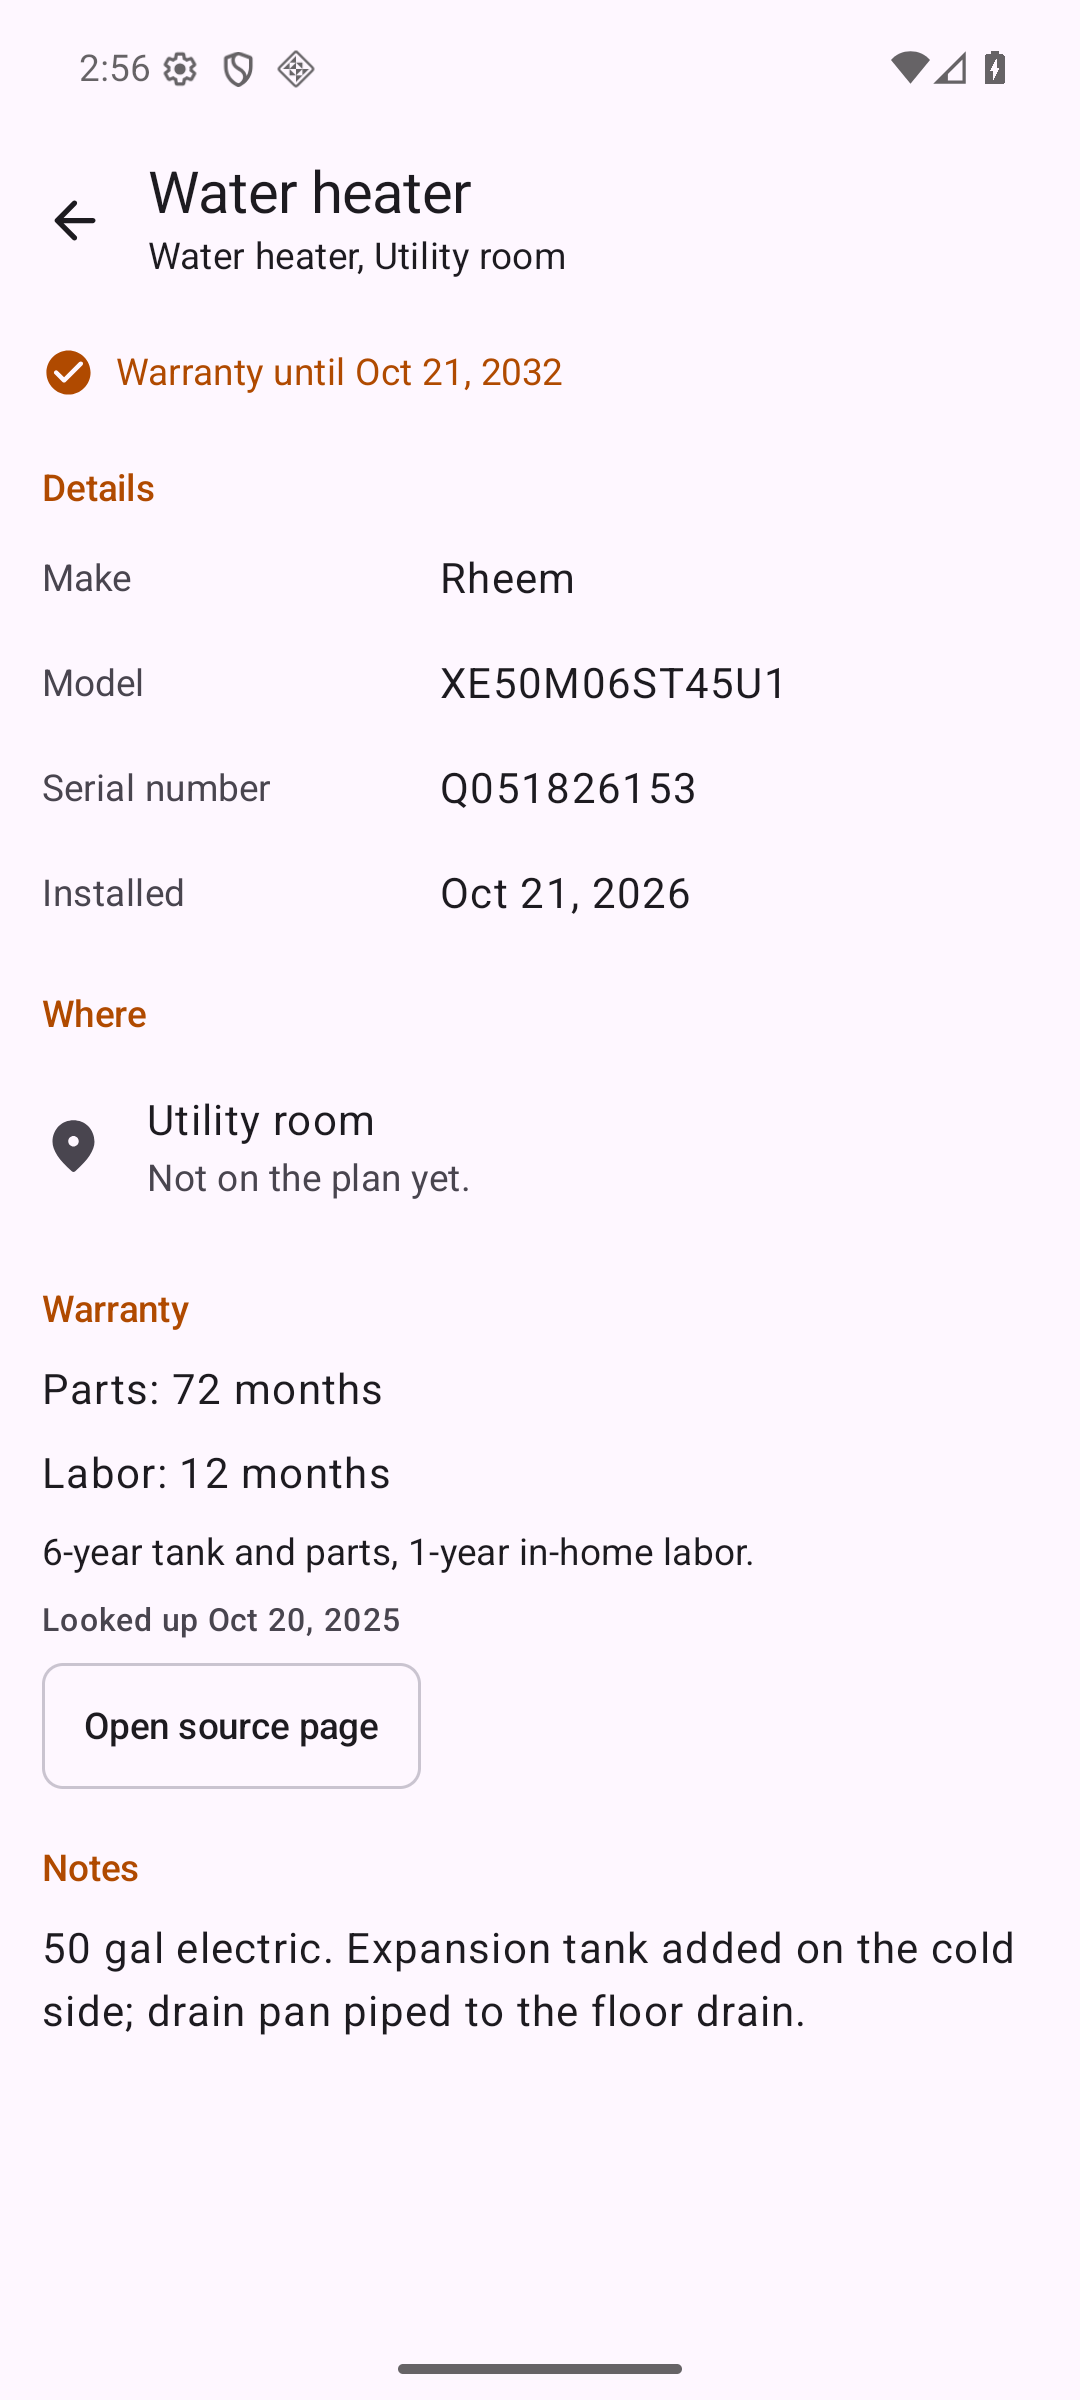 2:56
Water heater
Water heater, Utility room
Warranty until Oct 21, 2032
Details
Make Rheem
Model XE50M06ST45U1
Serial number Q051826153
Installed Oct 21, 2026
Where
Utility room
Not on the plan yet.
Warranty
Parts: 72 months
Labor: 12 months
6-year tank and parts, 1-year in-home labor.
Looked up Oct 20, 2025
Open source page
Notes
50 gal electric. Expansion tank added on the cold
side; drain pan piped to the floor drain.